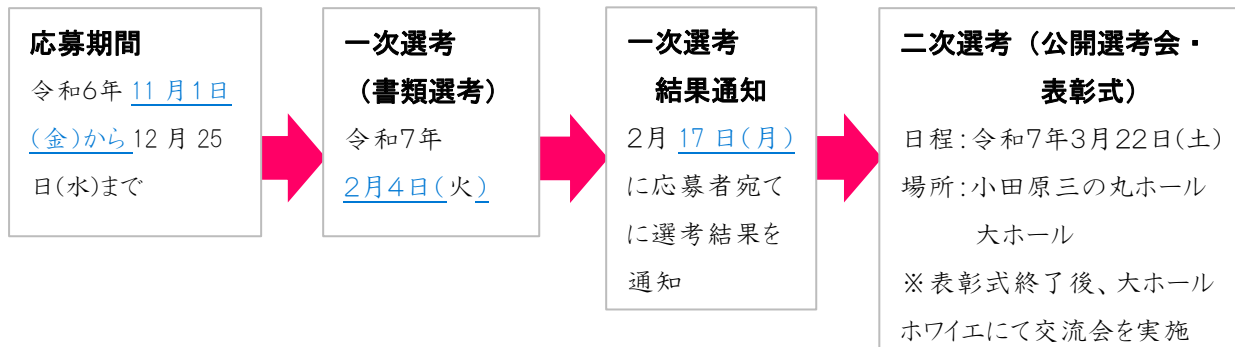 応募期間
令和6年 11月1日
(金)から12月25
日(水)まで
一次選考
(書類選考)
令和7年
2月4日(火)
一次選考
結果通知
2月 17日(月)
に応募者宛て
に選考結果を
通知
二次選考(公開選考会・
表彰式)
日程:令和7年3月22日(土)
場所:小田原三の丸ホール
大ホール
※表彰式終了後、大ホール
ホワイエにて交流会を実施